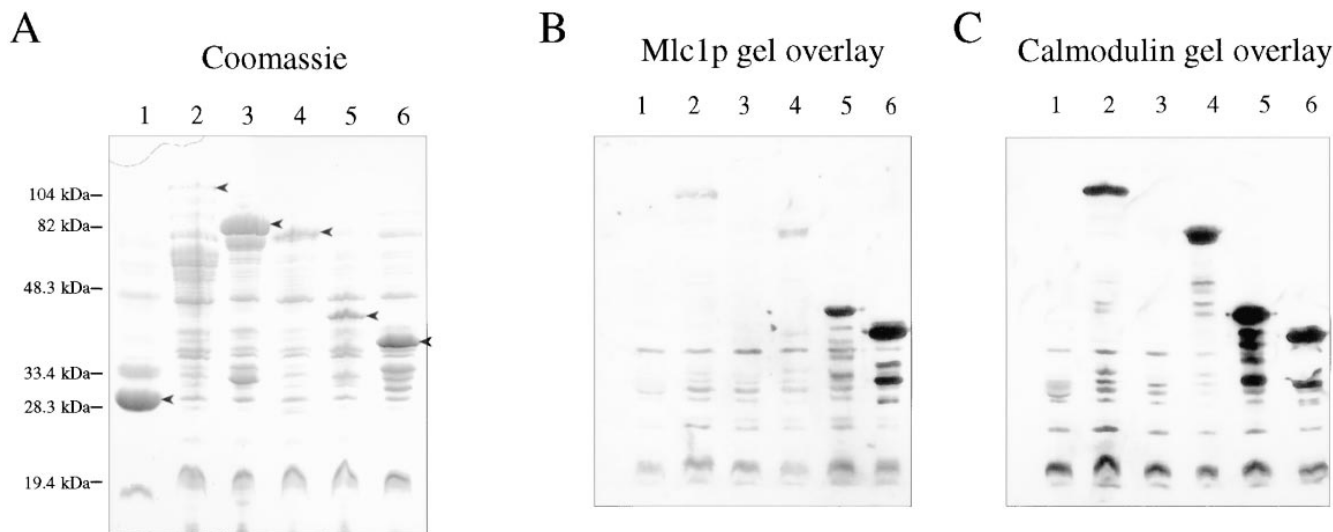 A
Coomassie
1 2 3 4 5 6
104 kDa
82 kDa
48.3 kDa
33.4 kDa
28.3 kDa
19.4 kDa
B
Mlc1p gel overlay
1 2 3 4 5 6
C
Calmodulin gel overlay
1 2 3 4 5 6